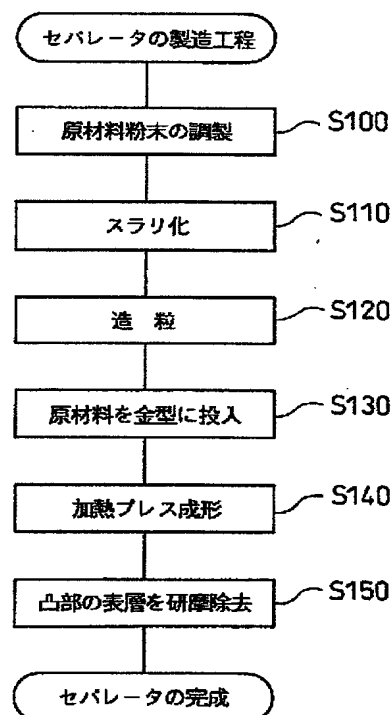 セパレータの製造工程
原材料粉末の調製
S100
スラリ化
S110
造 粒
S120
原材料を金型に投入
S130
加熱プレス成形
S140
凸部の表層を研摩除去
S150
セパレータの完成